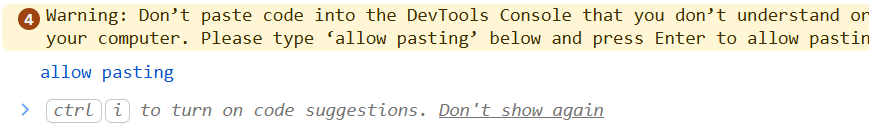 4 Warning: Don’t paste code into the DevTools Console that you don’t understand or
your computer. Please type ‘allow pasting’ below and press Enter to allow pastin
allow pasting
> ctrl i to turn on code suggestions. Don't show again